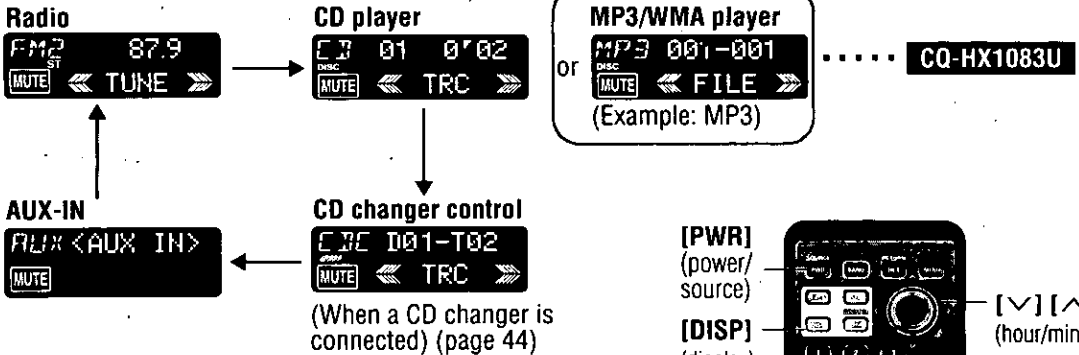 Radio
FM2 87.9
ST
MUTE TUNE
CD player
CD 01 0'02
DISC
MUTE TRC
or
MP3/WMA player
MP3 001-001
DISC
MUTE FILE
(Example: MP3)
CQ-HX1083U
AUX-IN
AUX<AUX IN>
MUTE
CD changer control
CDC D01-T02
MUTE TRC
(When a CD changer is
connected) (page 44)
[PWR]
(power/
source)
[DISP]
[∨] [∧
(hour/min